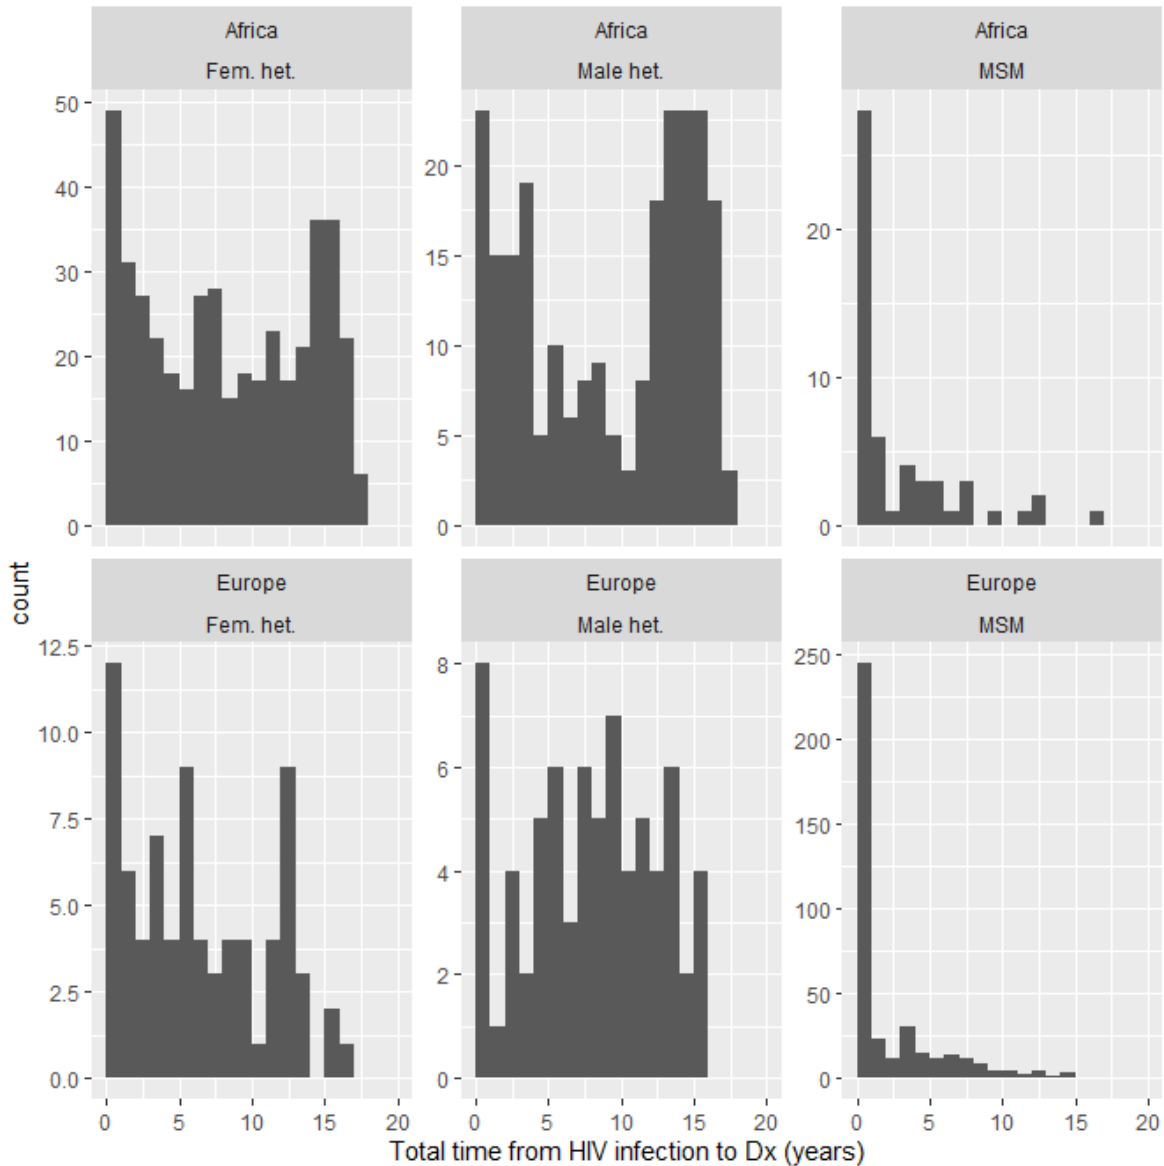 Africa
Fem. het.
Africa
Male het.
Africa
MSM
50
40
30
20
10
0
20
15
10
5
0
20
10
0
count
Europe
Fem. het.
Europe
Male het.
Europe
MSM
12.5
10.0
7.5
5.0
2.5
0.0
8
6
4
2
0
250
200
150
100
50
0
0 5 10 15 20
0 5 10 15 20
0 5 10 15 20
Total time from HIV infection to Dx (years)